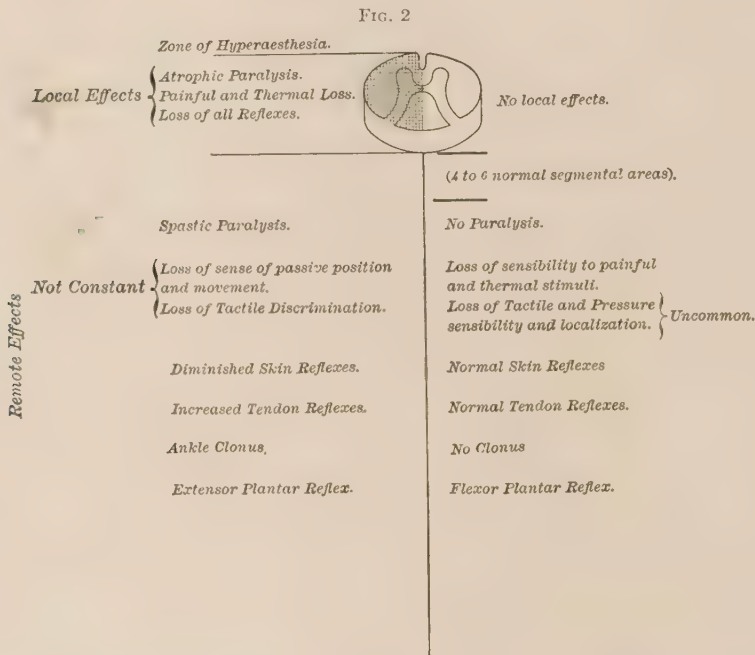 FIG. 2
Zone of Hyperaesthesia.
Local Effects
Atrophic Paralysis.
Painful and Thermal Loss.
Loss of all Reflexes.
No local effects.
(4 to 6 normal segmental areas).
Remote Effects
Spastic Paralysis.
No Paralysis.
Not Constant
Loss of sense of passive position
and movement.
Loss of Tactile Discrimination.
Loss of sensibility to painful
and thermal stimuli.
Loss of Tactile and Pressure
sensibility and localization.
Uncommon.
Diminished Skin Reflexes.
Normal Skin Reflexes
Increased Tendon Reflexes.
Normal Tendon Reflexes.
Ankle Clonus.
No Clonus
Extensor Plantar Reflex.
Flexor Plantar Reflex.